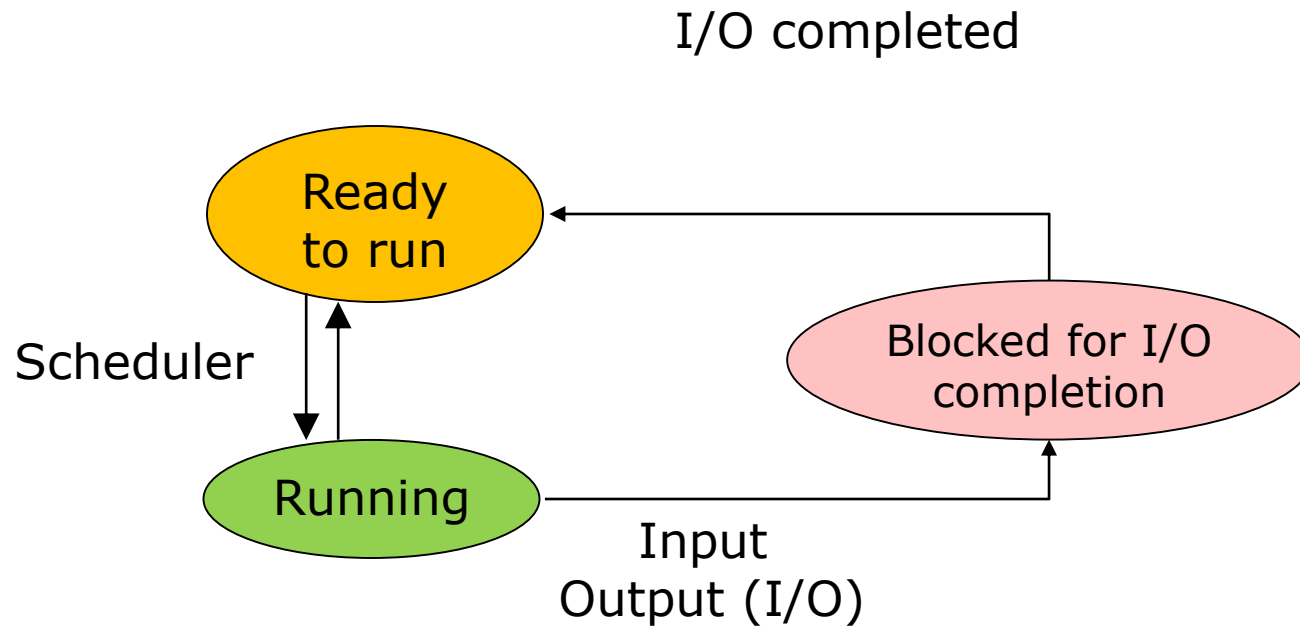 I/O completed
Ready
to run
Scheduler
Blocked for I/O
completion
Running
Input
Output (I/O)